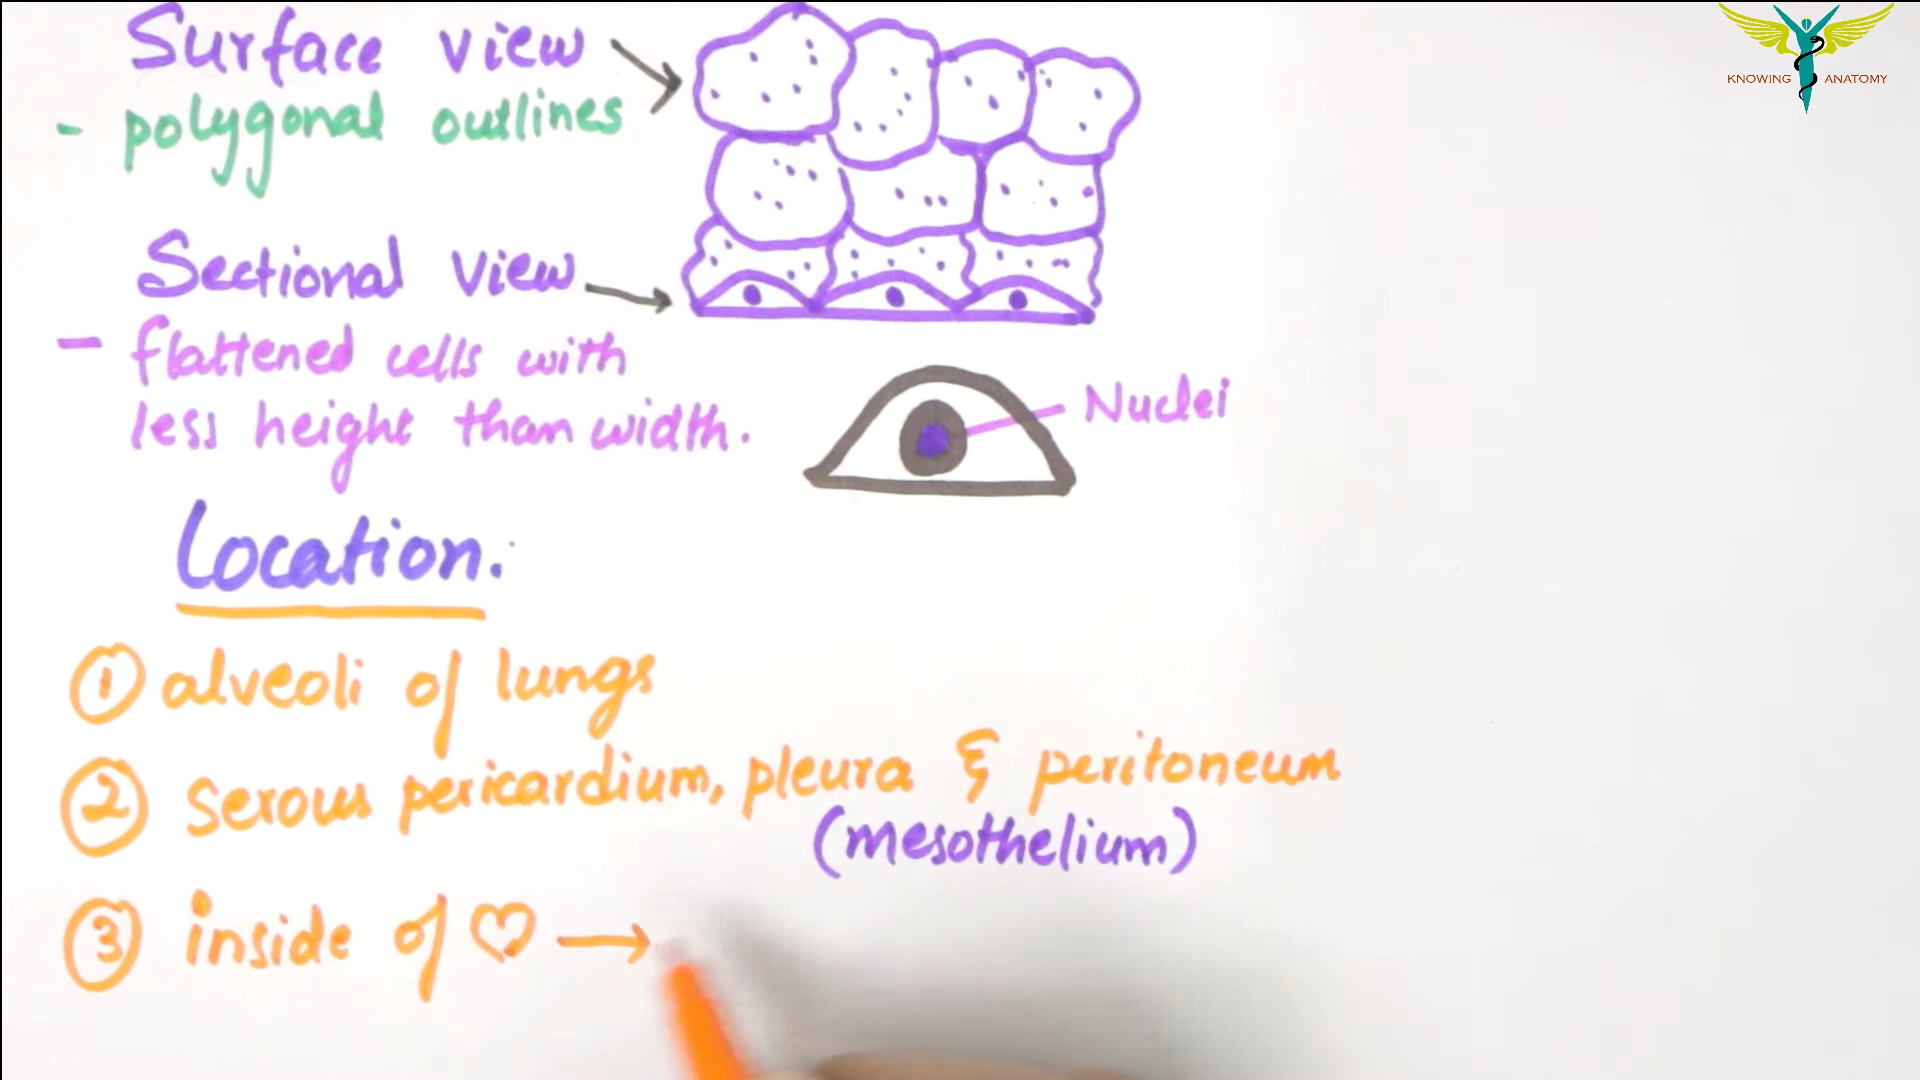 Surface view
- polygonal outlines
Sectional view
- flattened cells with
less height than width.
Nuclei
Location.
① alveoli of lungs
② serous pericardium, pleura & peritoneum
(mesothelium)
③ inside of ♡ →
KNOWING ANATOMY